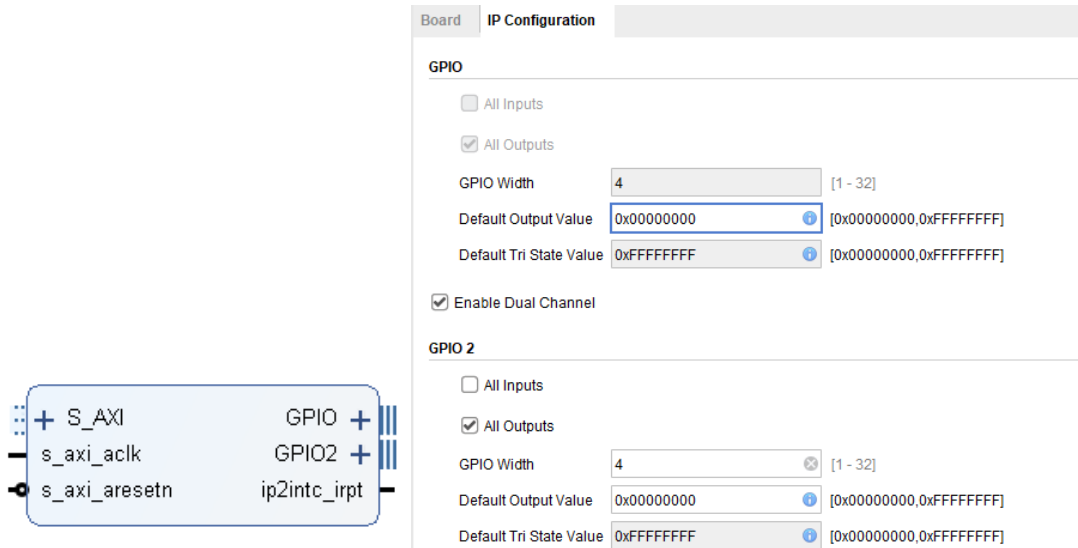 Board IP Configuration
GPIO
All Inputs
All Outputs
GPIO Width 4 [1 - 32]
Default Output Value 0x00000000 [0x00000000,0xFFFFFFFF]
Default Tri State Value 0xFFFFFFFF [0x00000000,0xFFFFFFFF]
Enable Dual Channel
GPIO 2
All Inputs
All Outputs
GPIO Width 4 [1 - 32]
Default Output Value 0x00000000 [0x00000000,0xFFFFFFFF]
Default Tri State Value 0xFFFFFFFF [0x00000000,0xFFFFFFFF]
S_AXI GPIO
s_axi_aclk GPIO2
s_axi_aresetn ip2intc_irpt